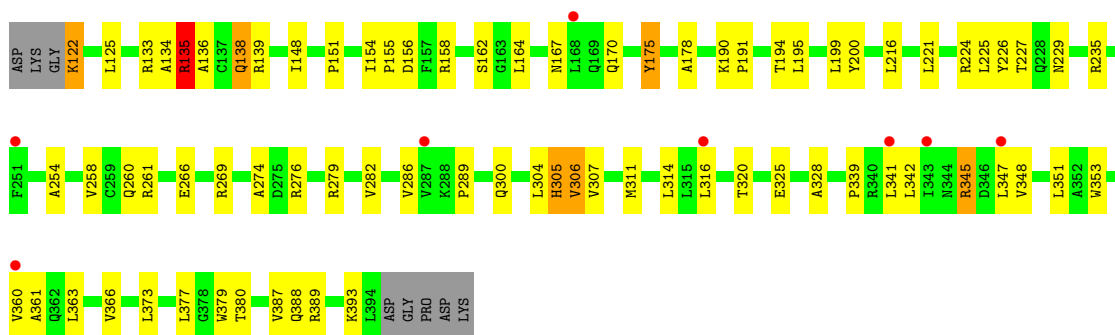 ASP LYS GLY K122 L125 R133 A134 R135 A136 C137 Q138 R139 I148 P151 I154 P155 D156 F157 R158 S162 G163 L164 N167 L168 Q169 Q170 Y175 A178 K190 P191 T194 L195 L199 Y200 L216 L221 R224 L225 Y226 T227 Q228 N229 R235
F251 A254 V258 C259 Q260 R261 E266 R269 A274 D275 R276 R279 V282 V286 V287 K288 P289 Q300 L304 H305 V306 V307 M311 L314 L315 L316 T320 E325 A328 P339 R340 L341 L342 I343 N344 R345 D346 L347 V348 L351 A352 W353
V360 A361 Q362 L363 V366 L373 L377 G378 W379 T380 V387 Q388 R389 K393 L394 ASP GLY PRO ASP LYS